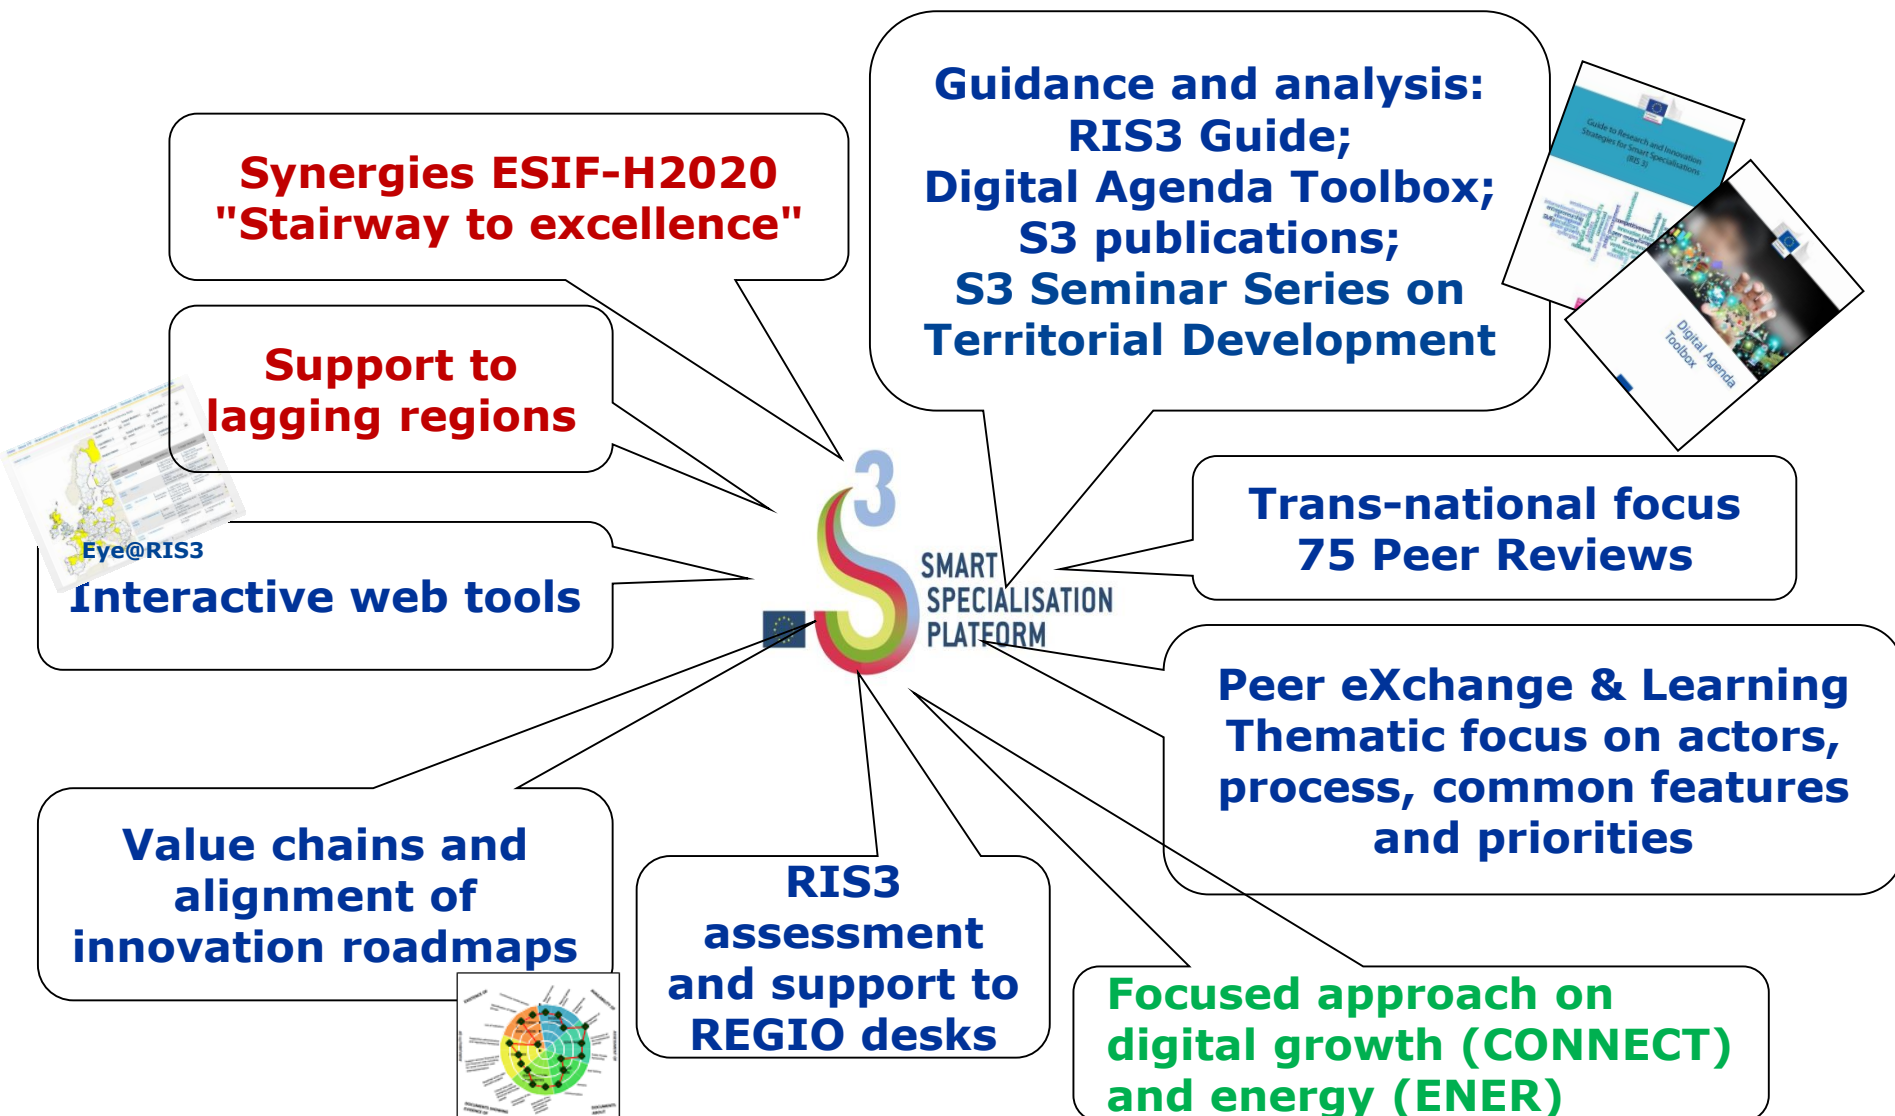 Synergies ESIF-H2020
"Stairway to excellence"
Guidance and analysis:
RIS3 Guide;
Digital Agenda Toolbox;
S3 publications;
S3 Seminar Series on
Territorial Development
Guide to Research and Innovation
Strategies for Smart Specialisations
(RIS 3)
Digital Agenda
Toolbox
Support to
lagging regions
Eye@RIS3
Interactive web tools
3
S
SMART
SPECIALISATION
PLATFORM
Trans-national focus
75 Peer Reviews
Peer eXchange & Learning
Thematic focus on actors,
process, common features
and priorities
Value chains and
alignment of
innovation roadmaps
RIS3
assessment
and support to
REGIO desks
Focused approach on
digital growth (CONNECT)
and energy (ENER)